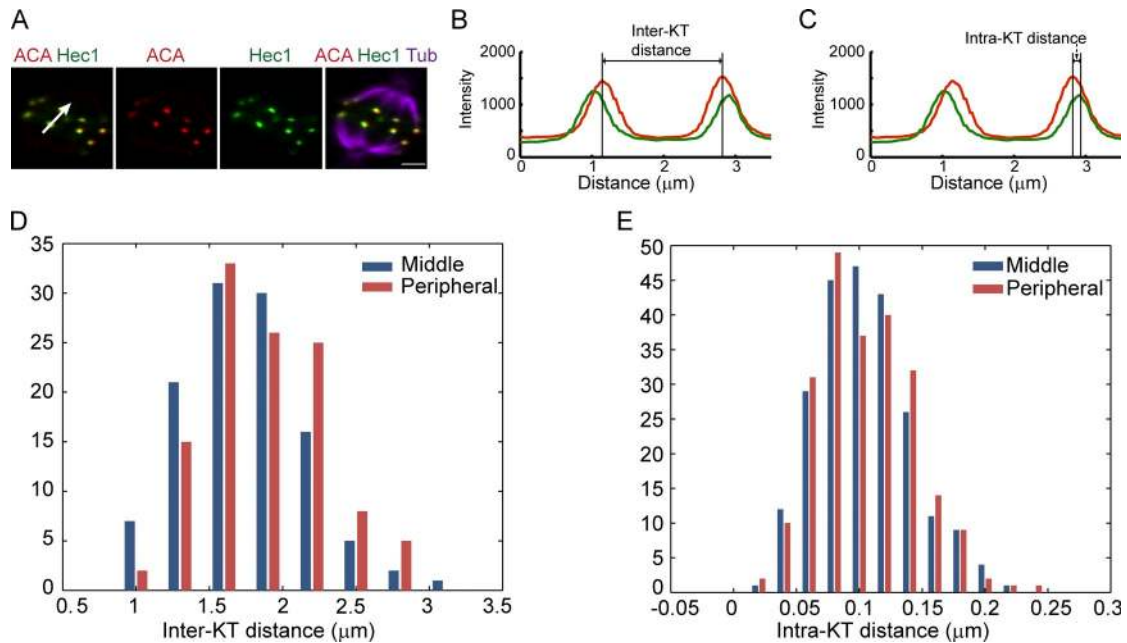 A
ACA Hec1
ACA
Hec1
ACA Hec1 Tub
B
Inter-KT
distance
2000
1000
0
Intensity
0 1 2 3
Distance (μm)
C
Intra-KT distance
2000
1000
0
Intensity
0 1 2 3
Distance (μm)
D
35
30
25
20
15
10
5
0
Middle
Peripheral
0.5 1 1.5 2 2.5 3 3.5
Inter-KT distance (μm)
E
50
45
40
35
30
25
20
15
10
5
0
Middle
Peripheral
-0.05 0 0.05 0.1 0.15 0.2 0.25 0.3
Intra-KT distance (μm)